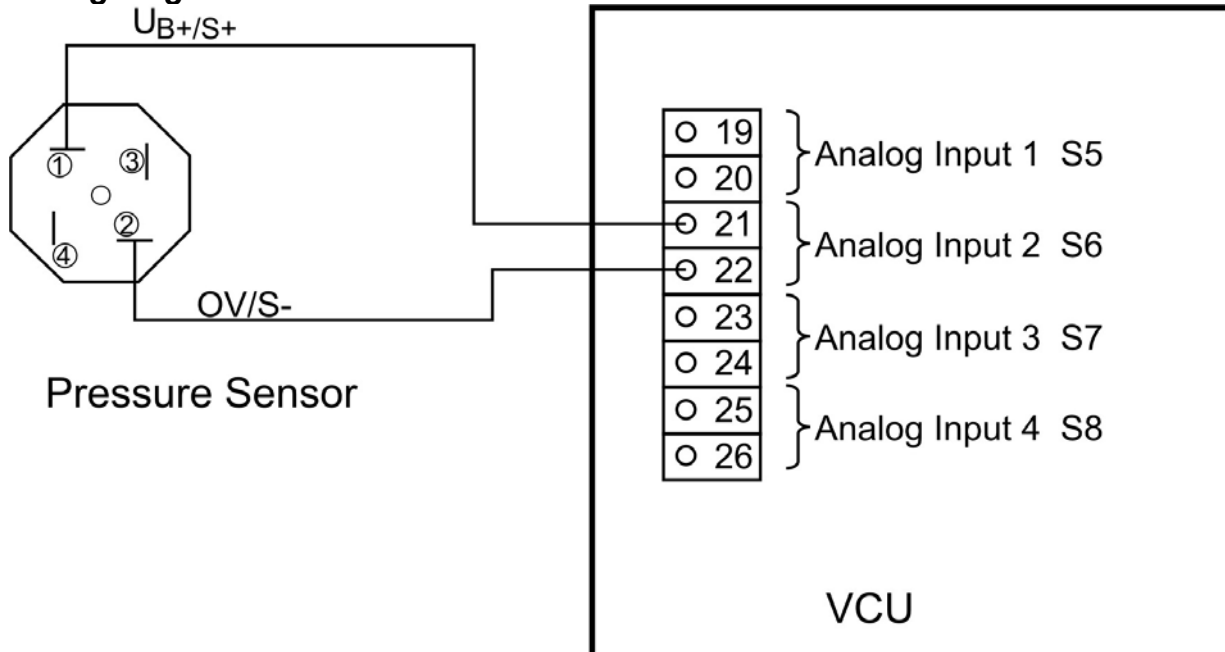 UB+/S+
1
3
2
4
OV/S-
Pressure Sensor
19
20
21
22
23
24
25
26
Analog Input 1 S5
Analog Input 2 S6
Analog Input 3 S7
Analog Input 4 S8
VCU